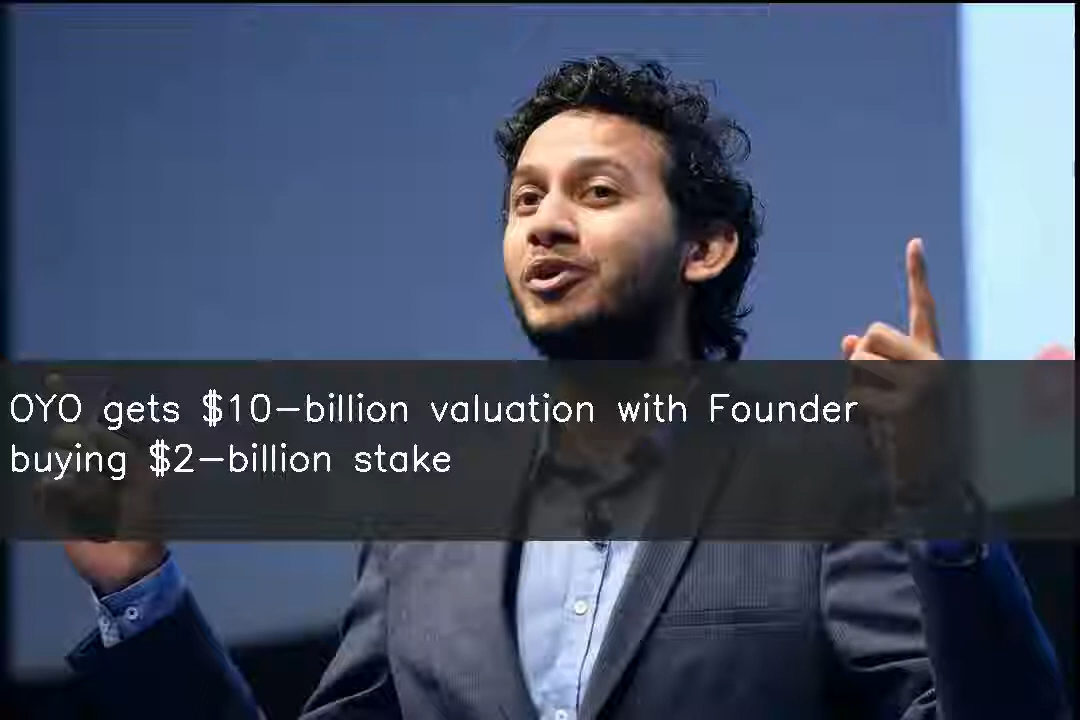 OYO gets $10-billion valuation with Founder
buying $2-billion stake